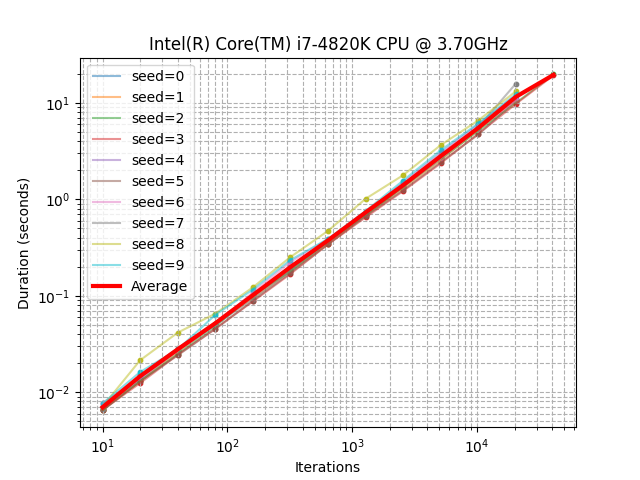 Intel(R) Core(TM) i7-4820K CPU @ 3.70GHz
seed=0
seed=1
seed=2
seed=3
seed=4
seed=5
seed=6
seed=7
seed=8
seed=9
Average
Duration (seconds)
10¹
10⁰
10⁻¹
10⁻²
10¹ 10² 10³ 10⁴
Iterations